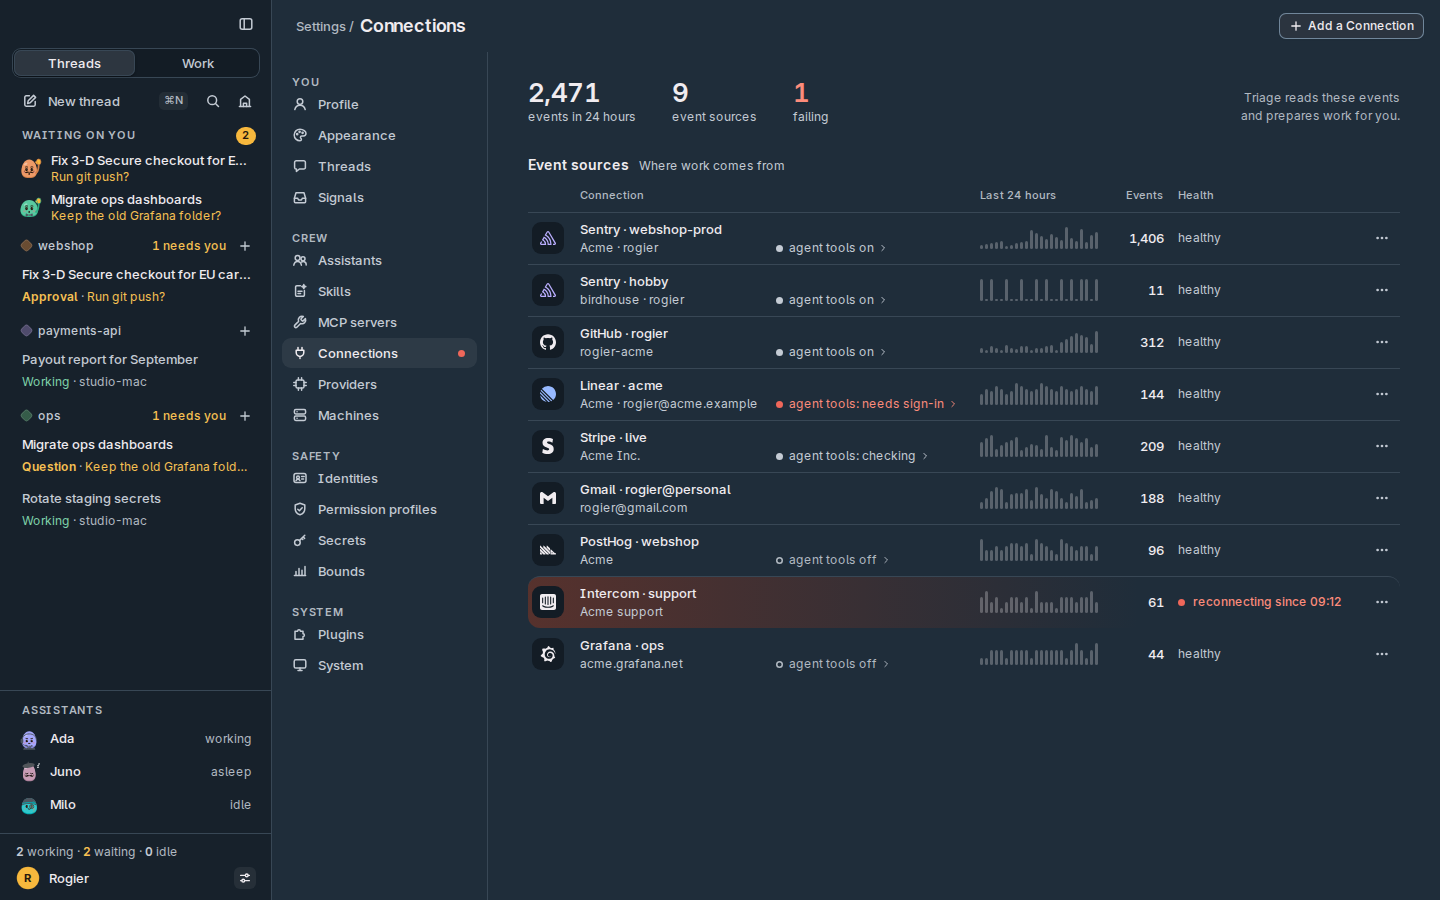 Threads
Work
New thread
⌘N
WAITING ON YOU
2
Fix 3-D Secure checkout for E...
Run git push?
Migrate ops dashboards
Keep the old Grafana folder?
webshop
1 needs you
Fix 3-D Secure checkout for EU car...
Approval · Run git push?
payments-api
Payout report for September
Working · studio-mac
ops
1 needs you
Migrate ops dashboards
Question · Keep the old Grafana fold...
Rotate staging secrets
Working · studio-mac
ASSISTANTS
Ada
working
Juno
asleep
Milo
idle
2 working · 2 waiting · 0 idle
R
Rogier
Settings / Connections
Add a Connection
YOU
Profile
Appearance
Threads
Signals
CREW
Assistants
Skills
MCP servers
Connections
Providers
Machines
SAFETY
Identities
Permission profiles
Secrets
Bounds
SYSTEM
Plugins
System
2,471
events in 24 hours
9
event sources
1
failing
Triage reads these events
and prepares work for you.
Event sources Where work comes from
Connection
Last 24 hours
Events
Health
Sentry · webshop-prod
Acme · rogier
agent tools on
1,406
healthy
Sentry · hobby
birdhouse · rogier
agent tools on
11
healthy
GitHub · rogier
rogier-acme
agent tools on
312
healthy
Linear · acme
Acme · rogier@acme.example
agent tools: needs sign-in
144
healthy
Stripe · live
Acme Inc.
agent tools: checking
209
healthy
Gmail · rogier@personal
rogier@gmail.com
188
healthy
PostHog · webshop
Acme
agent tools off
96
healthy
Intercom · support
Acme support
61
reconnecting since 09:12
Grafana · ops
acme.grafana.net
agent tools off
44
healthy